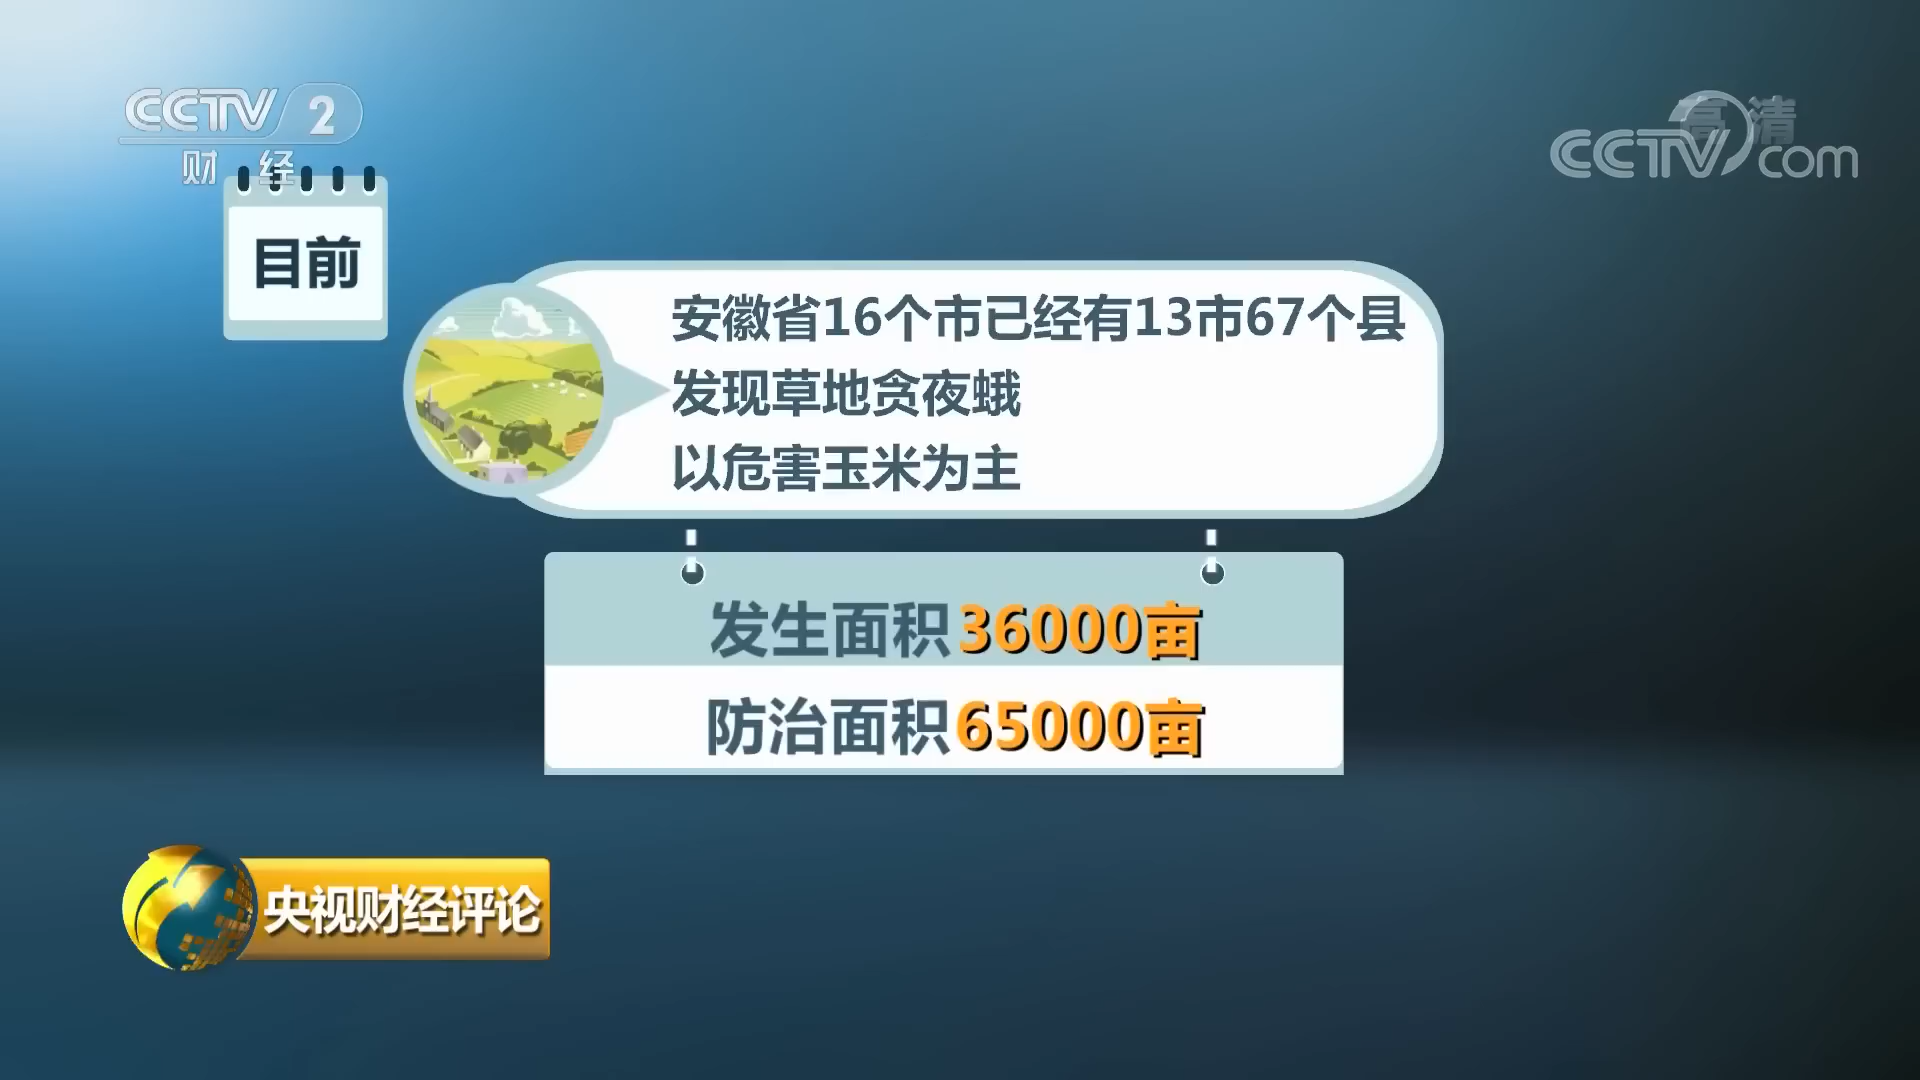 CCTV 2
财 经
高清
CCTV com
目前
安徽省16个市已经有13市67个县
发现草地贪夜蛾
以危害玉米为主
发生面积36000亩
防治面积65000亩
央视财经评论